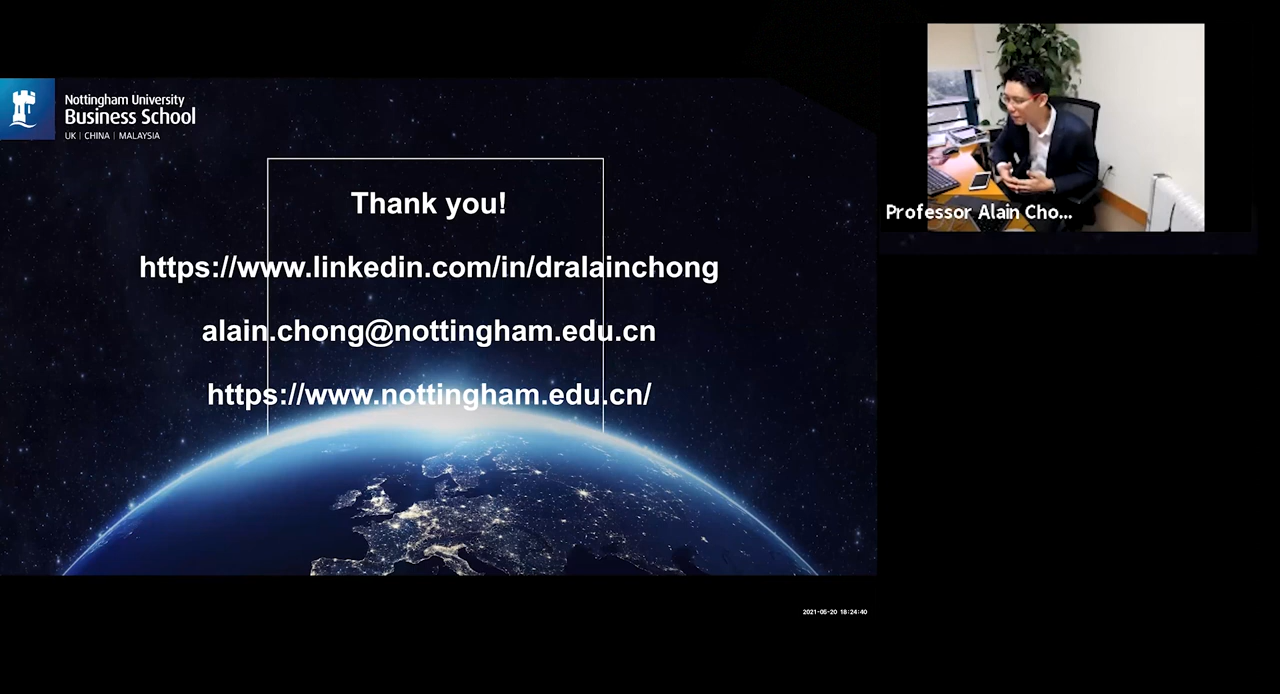 Nottingham University
Business School
UK | CHINA | MALAYSIA
Thank you!
https://www.linkedin.com/in/dralainchong
alain.chong@nottingham.edu.cn
https://www.nottingham.edu.cn/
Professor Alain Cho...
2021-05-20 18:24:40